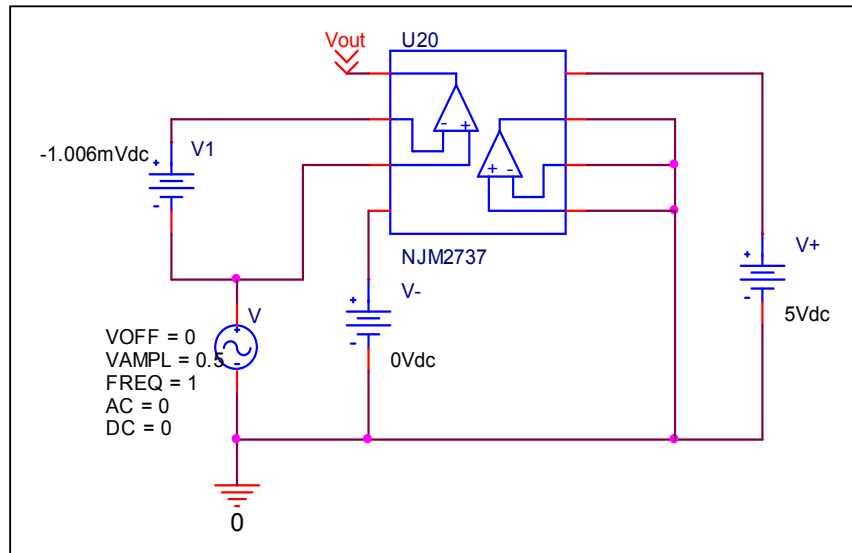 Vout
U20
- +
+ -
-1.006mVdc
+
V1
-
NJM2737
V+
+
-
5Vdc
V-
+
-
0Vdc
V
+
-
VOFF = 0
VAMPL = 0.5
FREQ = 1
AC = 0
DC = 0
0